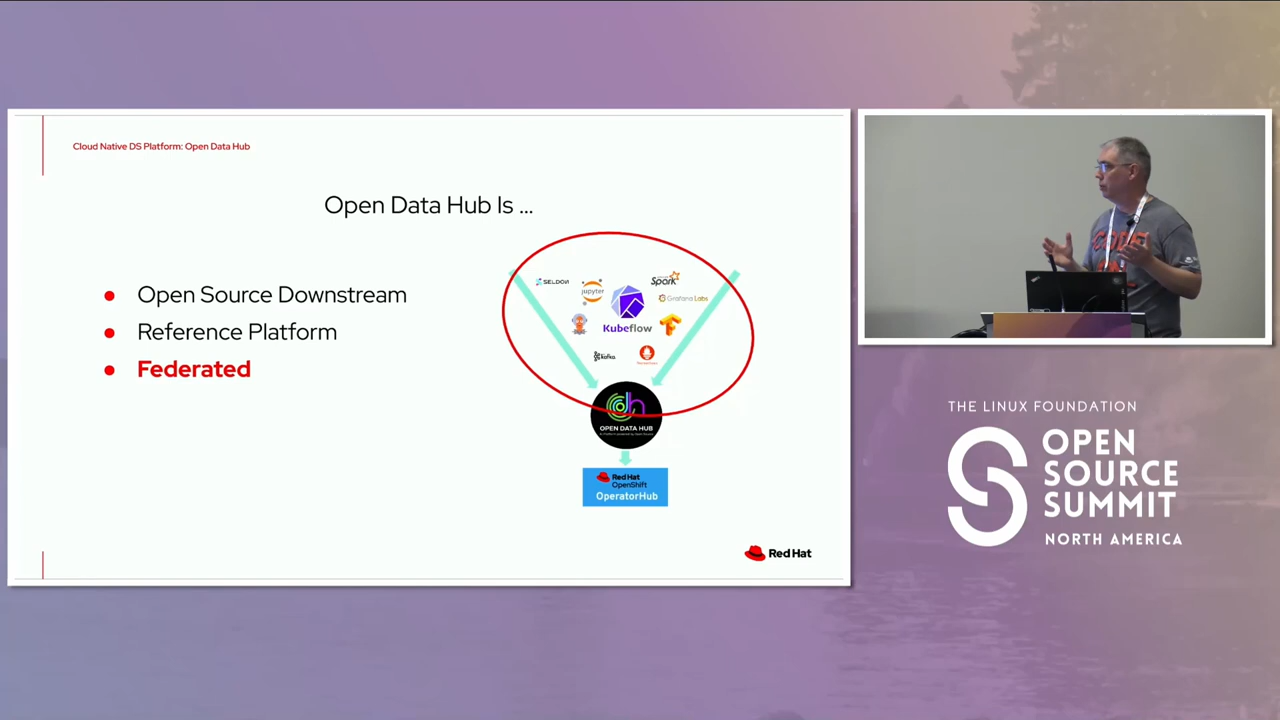 Cloud Native DS Platform: Open Data Hub
Open Data Hub Is ...
Open Source Downstream
Reference Platform
Federated
SELDON
jupyter
Spark
Grafana Labs
Kubeflow
kafka
OPEN DATA HUB
Red Hat
OpenShift
OperatorHub
Red Hat
THE LINUX FOUNDATION
OPEN
SOURCE
SUMMIT
NORTH AMERICA